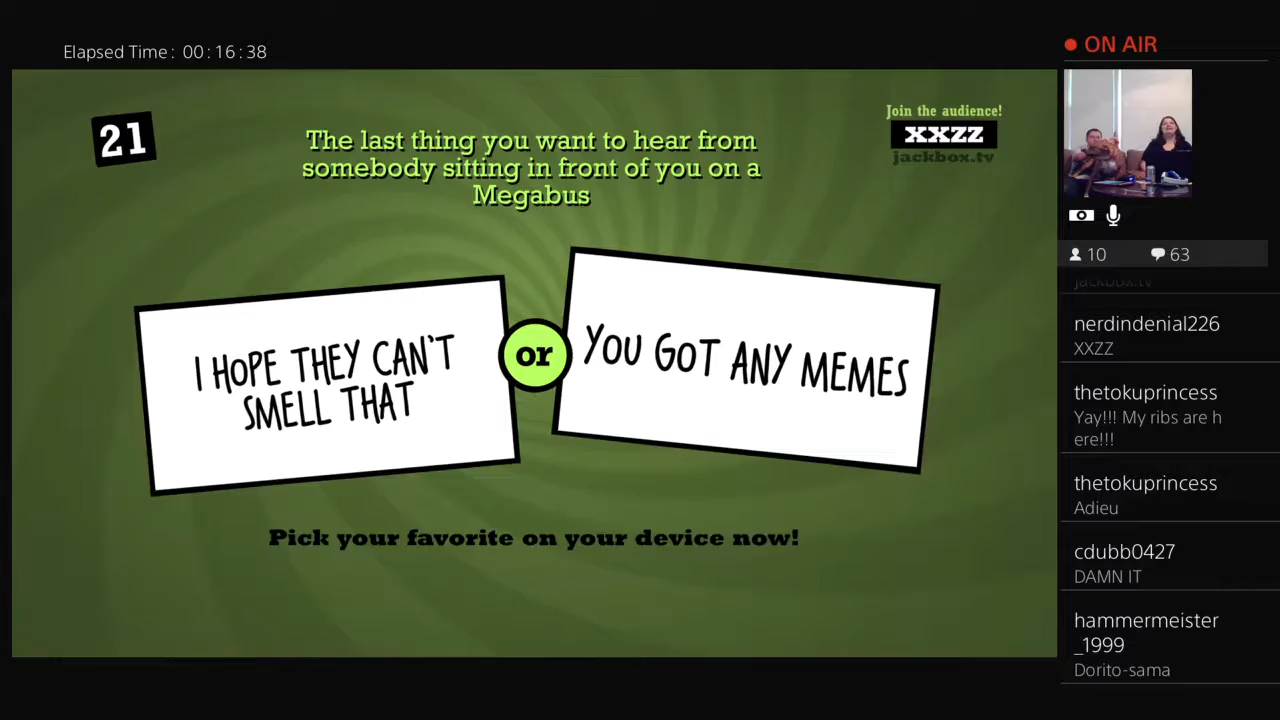 Elapsed Time: 00:16:38
ON AIR
21
The last thing you want to hear from
somebody sitting in front of you on a
Megabus
Join the audience!
XXZZ
jackbox.tv
I HOPE THEY CAN'T
SMELL THAT
or
YOU GOT ANY MEMES
Pick your favorite on your device now!
10
63
jackbox.tv
nerdindenial226
XXZZ
thetokuprincess
Yay!!! My ribs are h
ere!!!
thetokuprincess
Adieu
cdubb0427
DAMN IT
hammermeister
_1999
Dorito-sama